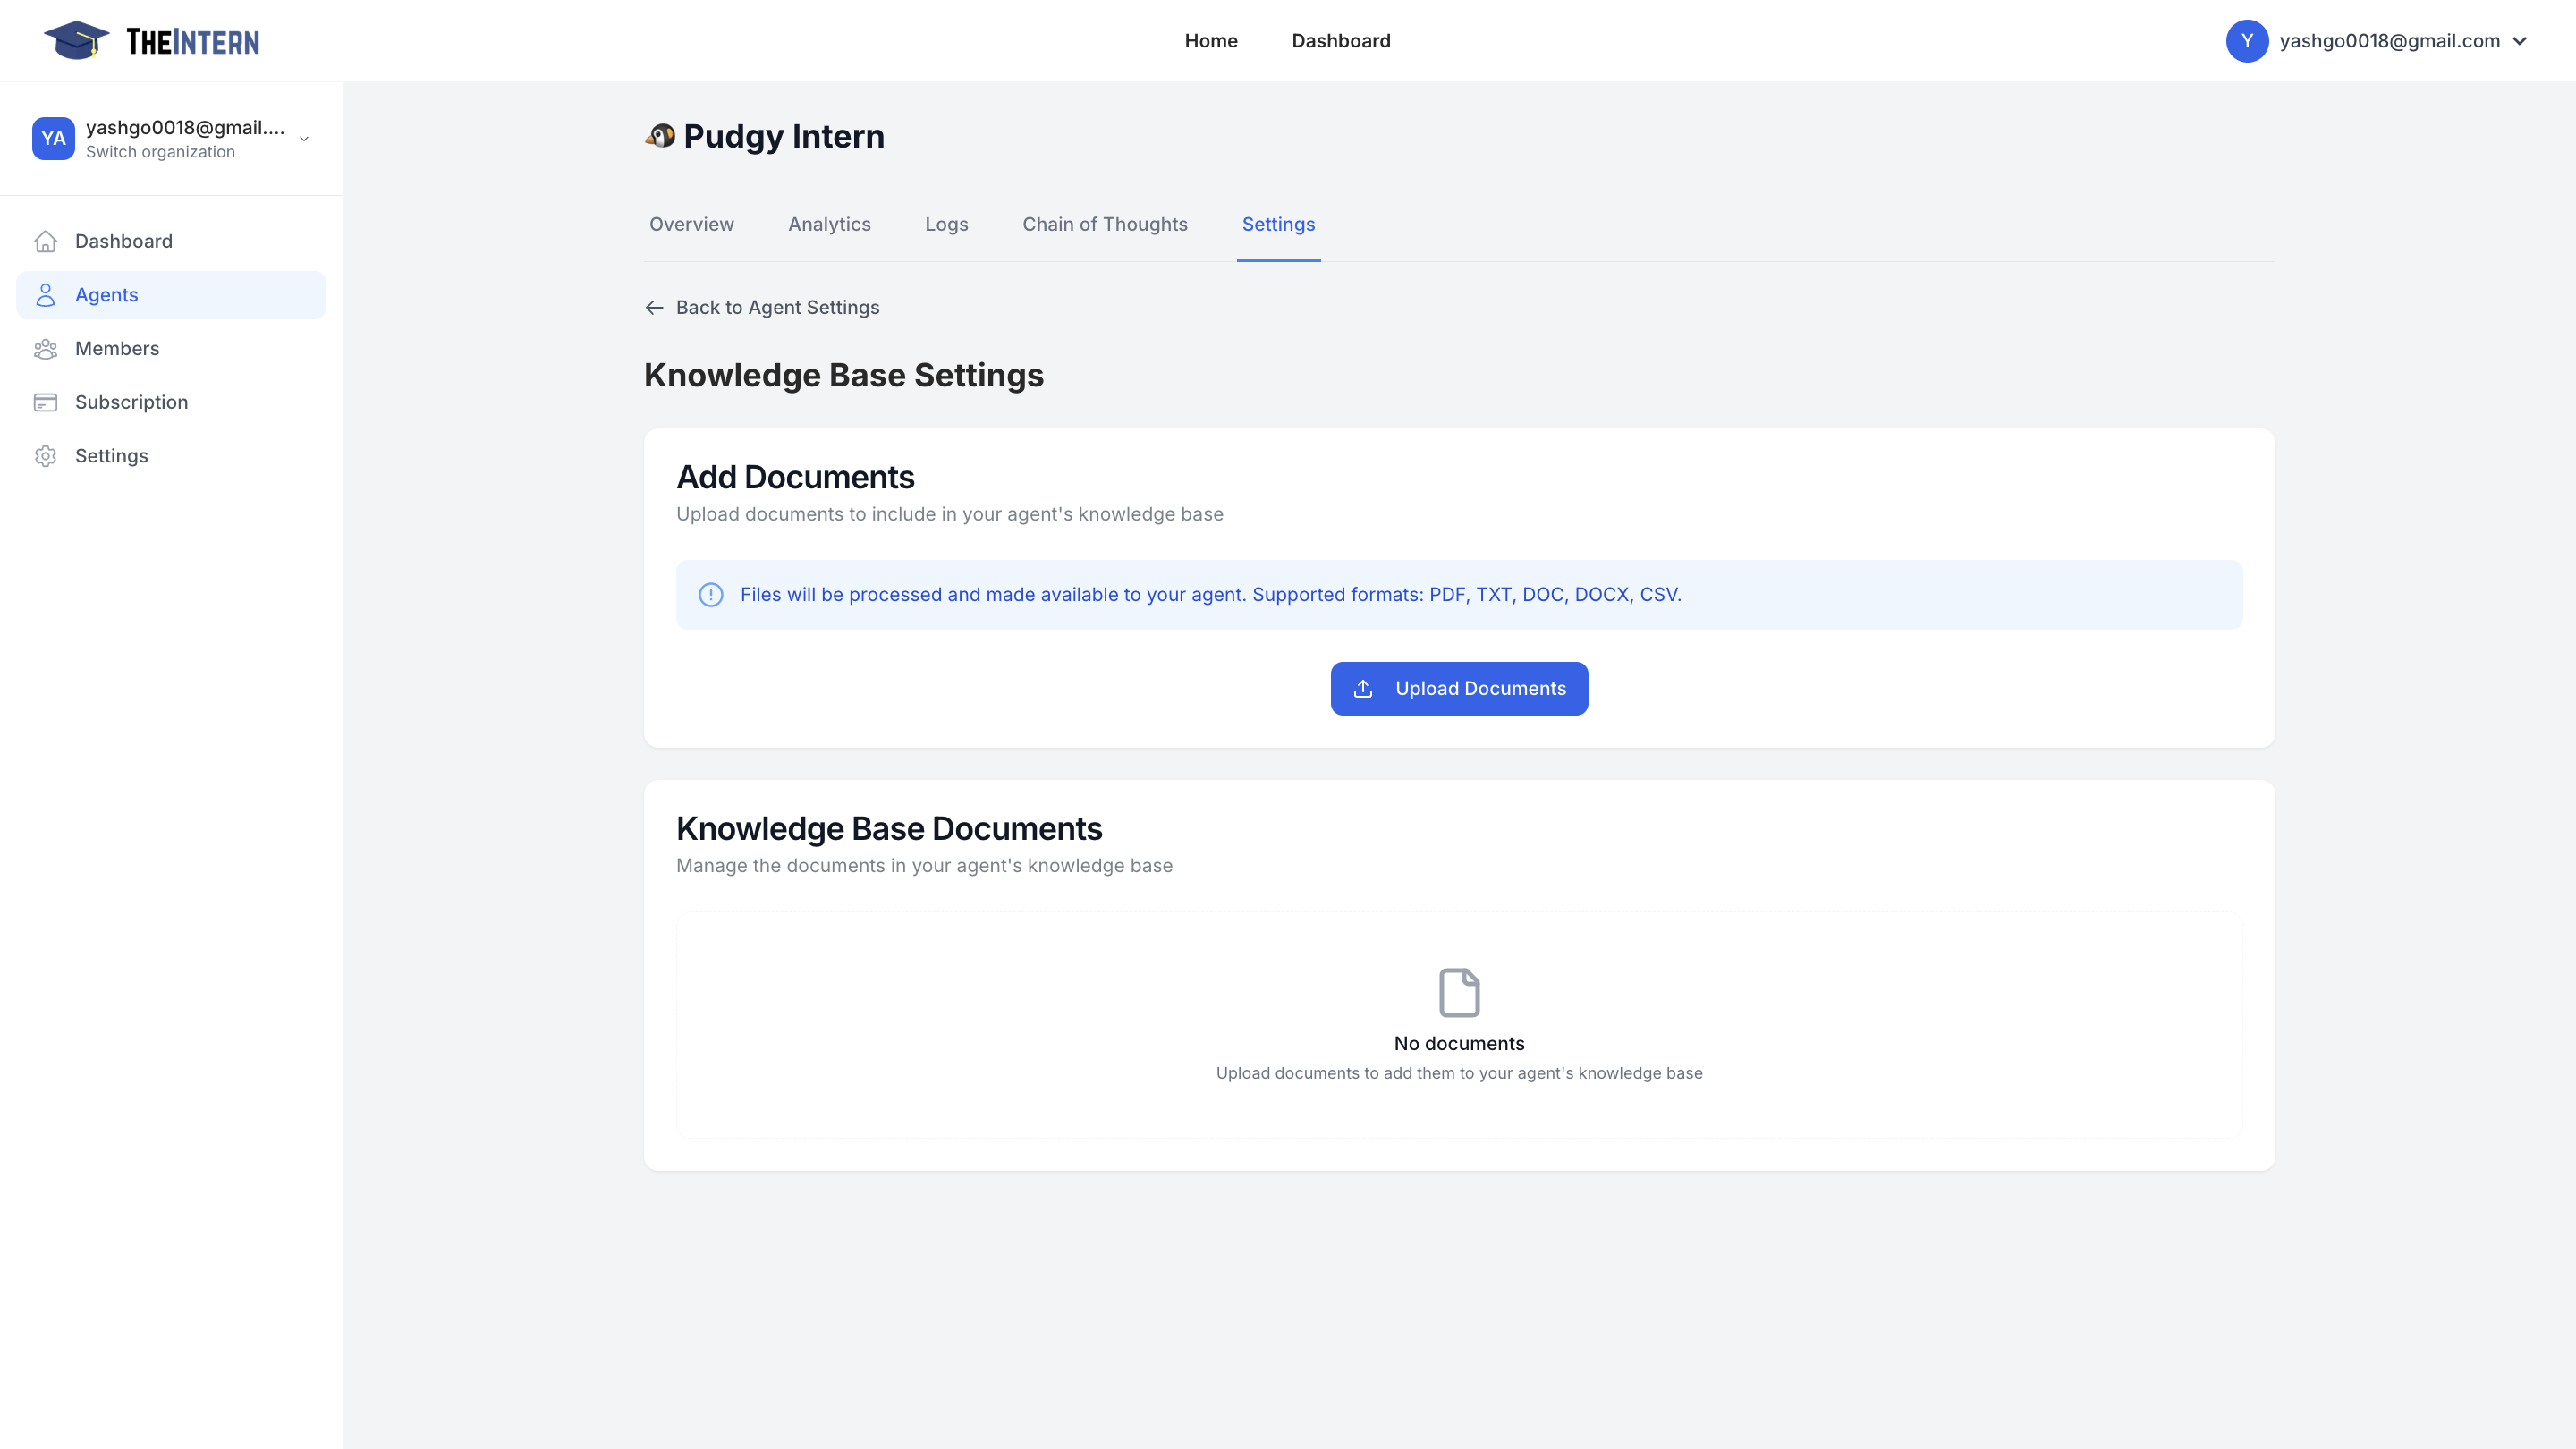 THEINTERN
Home
Dashboard
Y
yashgo0018@gmail.com
YA
yashgo0018@gmail....
Switch organization
Dashboard
Agents
Members
Subscription
Settings
Pudgy Intern
Overview
Analytics
Logs
Chain of Thoughts
Settings
Back to Agent Settings
Knowledge Base Settings
Add Documents
Upload documents to include in your agent's knowledge base
Files will be processed and made available to your agent. Supported formats: PDF, TXT, DOC, DOCX, CSV.
Upload Documents
Knowledge Base Documents
Manage the documents in your agent's knowledge base
No documents
Upload documents to add them to your agent's knowledge base